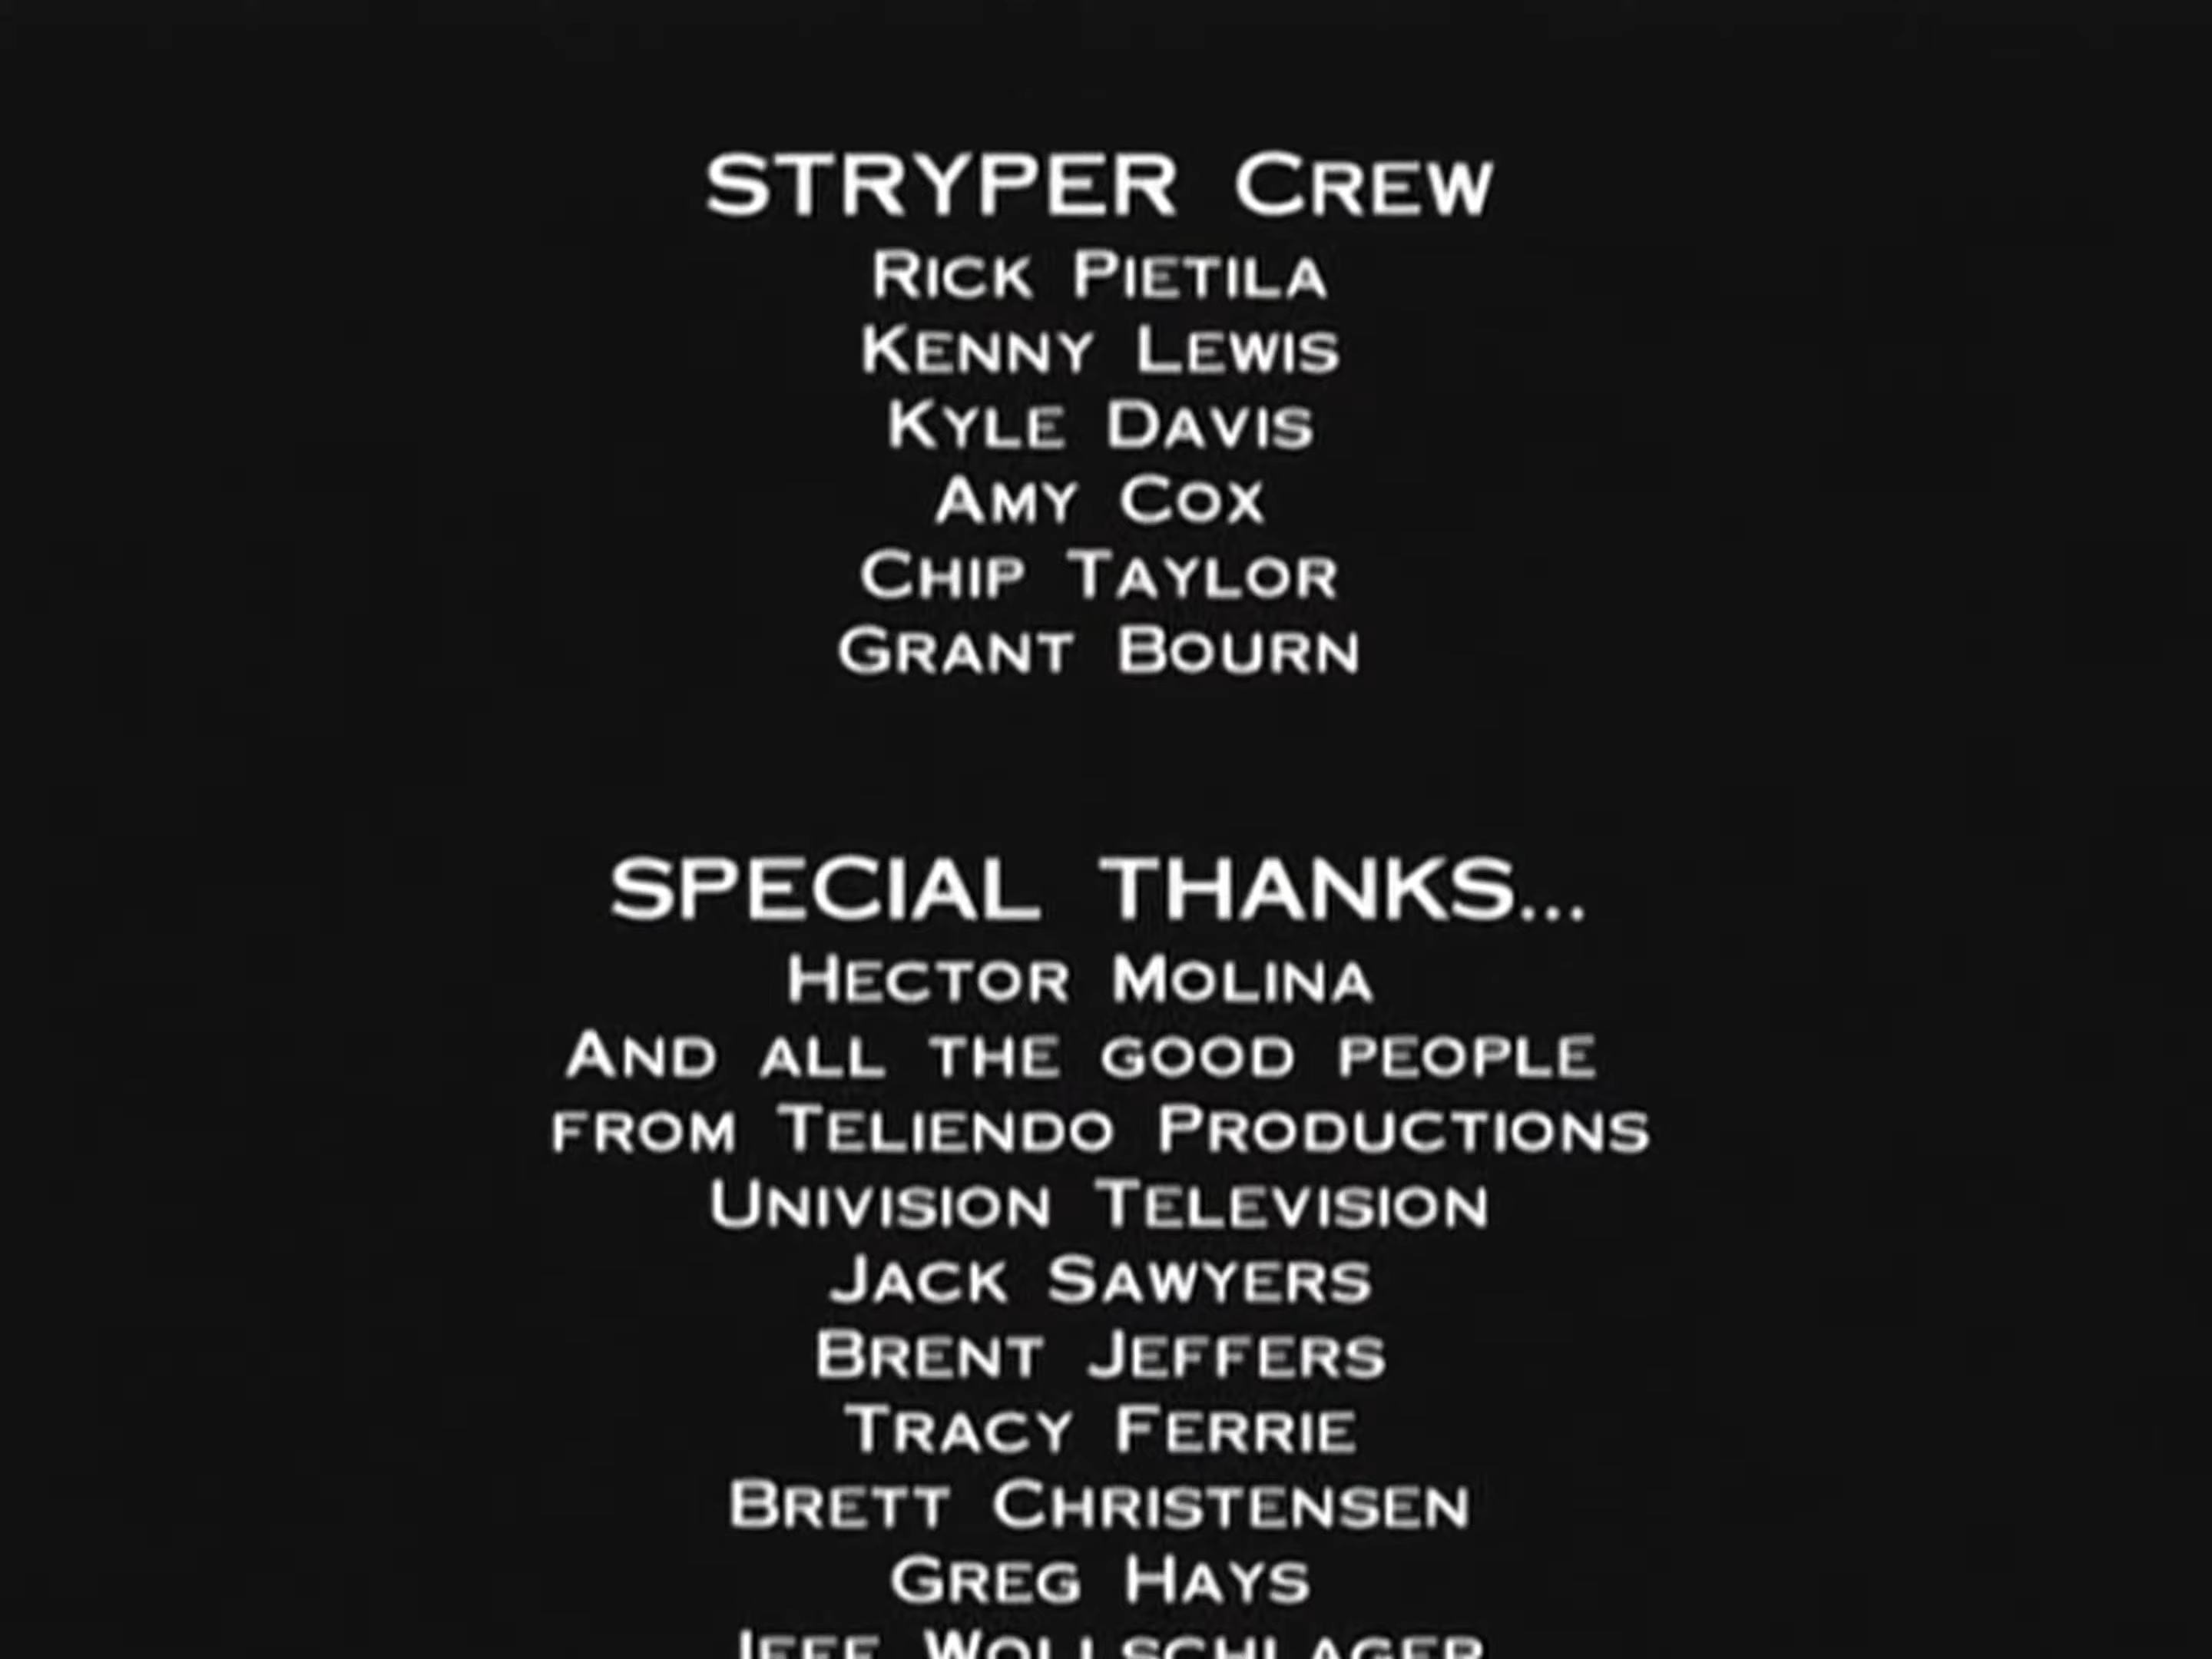 STRYPER CREW
RICK PIETILA
KENNY LEWIS
KYLE DAVIS
AMY COX
CHIP TAYLOR
GRANT BOURN
SPECIAL THANKS...
HECTOR MOLINA
AND ALL THE GOOD PEOPLE
FROM TELIENDO PRODUCTIONS
UNIVISION TELEVISION
JACK SAWYERS
BRENT JEFFERS
TRACY FERRIE
BRETT CHRISTENSEN
GREG HAYS
JEFF WOLLSCHLAGER